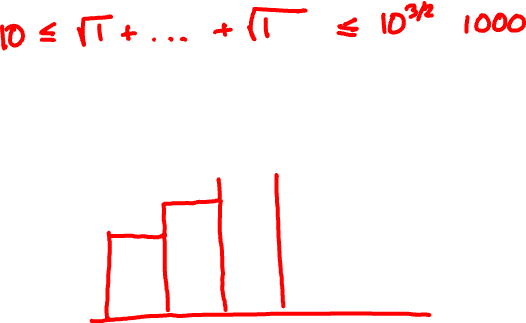 10 ≤ √1 + ... + √1 ≤ 10^{3/2} 1000